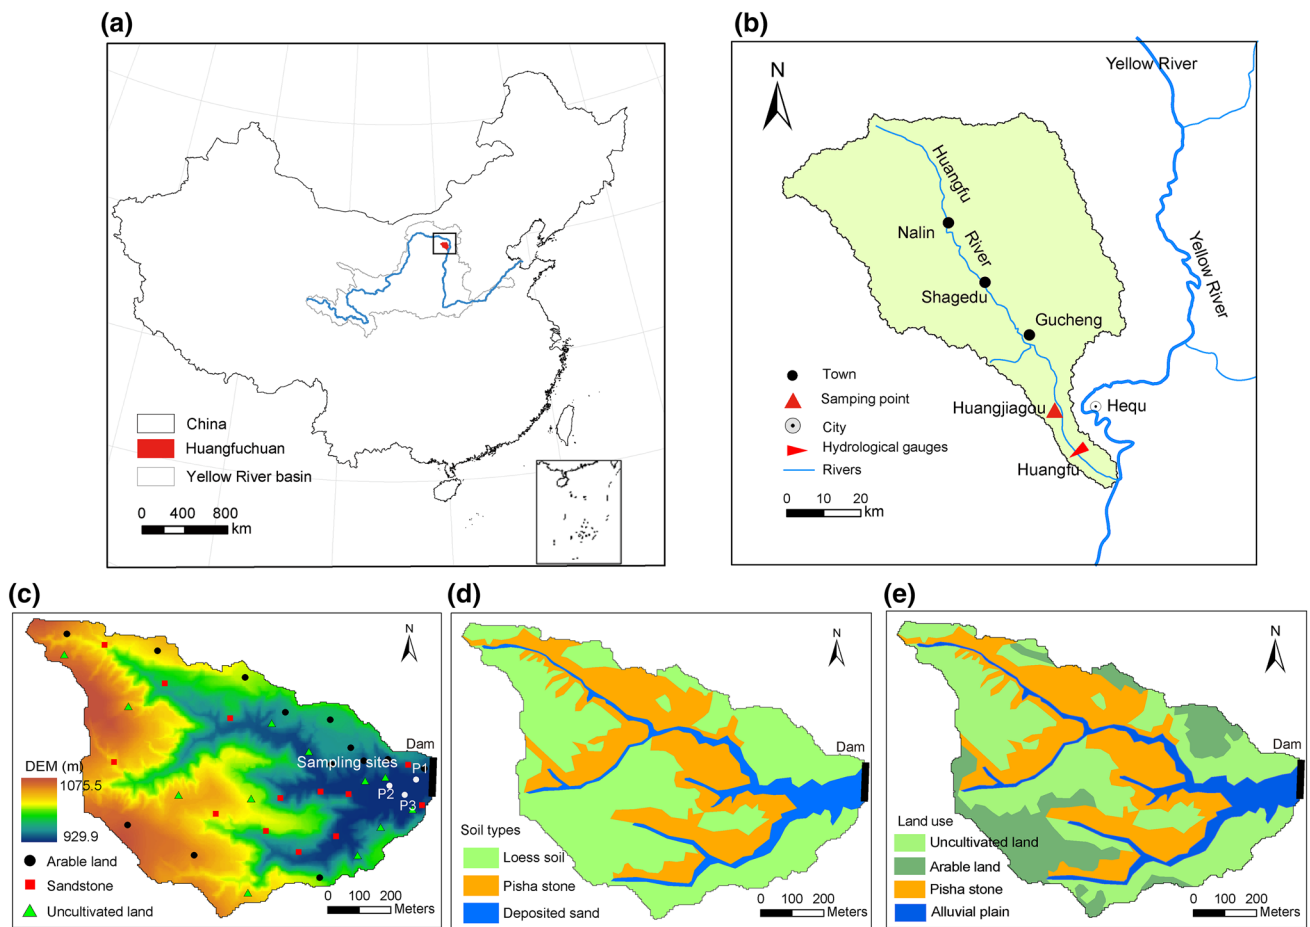 (a)
China
Huangfuchuan
Yellow River basin
0 400 800
km
(b)
N
Yellow River
Huangfu
River
Yellow River
Nalin
Shagedu
Gucheng
Huangjiagou
Hequ
Huangfu
Town
Samping point
City
Hydrological gauges
Rivers
0 10 20
km
(c)
N
Dam
Sampling sites
P1
P2
P3
DEM (m)
1075.5
929.9
Arable land
Sandstone
Uncultivated land
0 100 200
Meters
(d)
N
Dam
Soil types
Loess soil
Pisha stone
Deposited sand
0 100 200
Meters
(e)
N
Dam
Land use
Uncultivated land
Arable land
Pisha stone
Alluvial plain
0 100 200
Meters